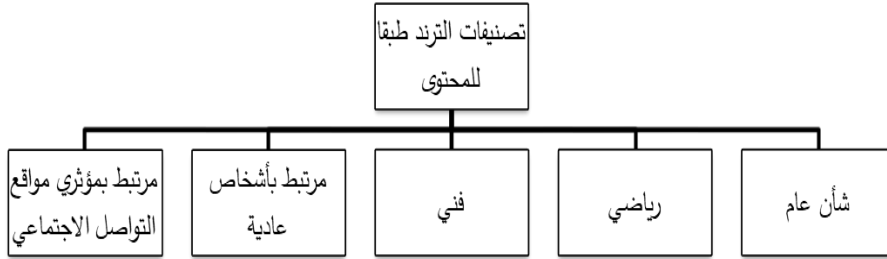 تصنيفات الترند طبقا
للمحتوى
شأن عام
رياضي
فني
مرتبط بأشخاص
عادية
مرتبط بمؤثري مواقع
التواصل الاجتماعي